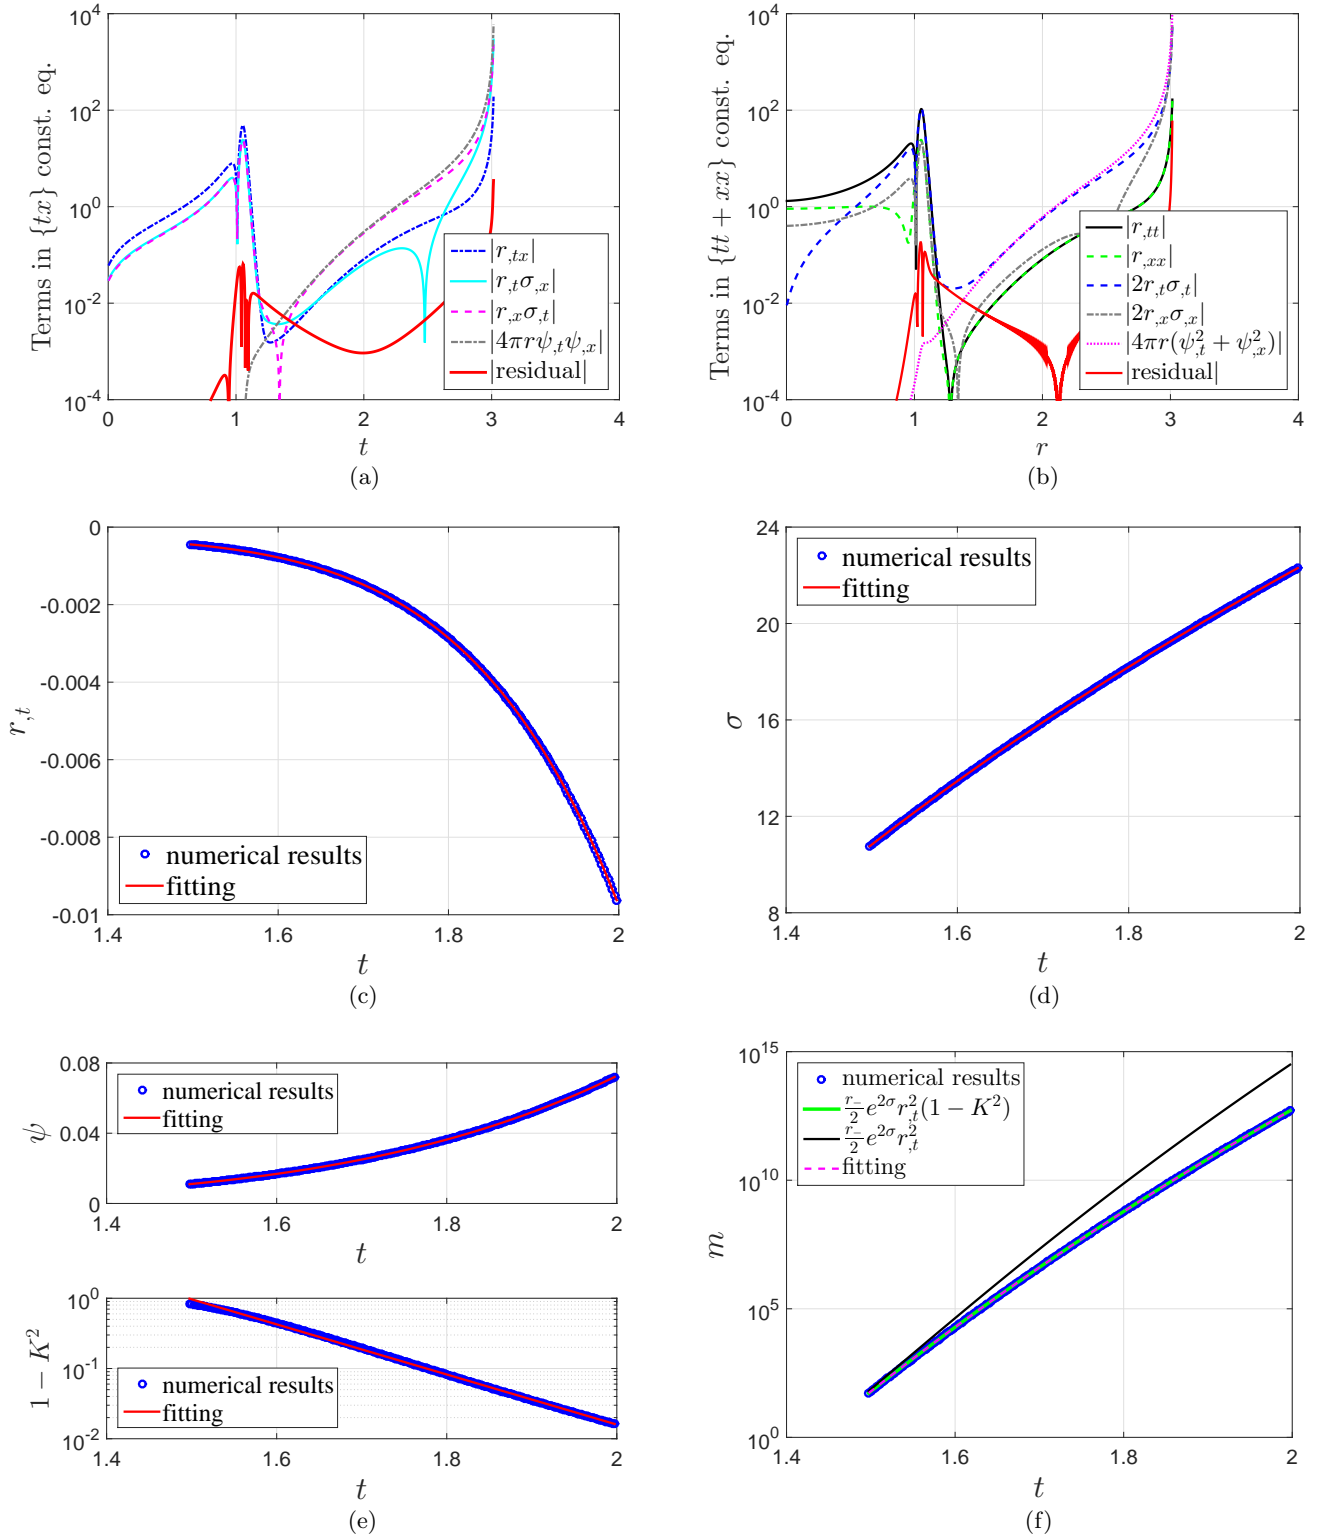 Terms in {tx} const. eq.
10^4
10^2
10^0
10^-2
10^-4
|r,tx|
|r,tσ,x|
|r,xσ,t|
|4πrψ,tψ,x|
|residual|
0 1 2 3 4
t
(a)
Terms in {tt + xx} const. eq.
10^4
10^2
10^0
10^-2
10^-4
|r,tt|
|r,xx|
|2r,tσ,t|
|2r,xσ,x|
|4πr(ψ,t^2 + ψ,x^2)|
|residual|
0 1 2 3 4
r
(b)
r,t
0
-0.002
-0.004
-0.006
-0.008
-0.01
numerical results
fitting
1.4 1.6 1.8 2
t
(c)
σ
24
20
16
12
8
numerical results
fitting
1.4 1.6 1.8 2
t
(d)
ψ
0.08
0.04
0
numerical results
fitting
1.4 1.6 1.8 2
t
1 − K^2
10^0
10^-1
10^-2
numerical results
fitting
1.4 1.6 1.8 2
t
(e)
m
10^15
10^10
10^5
10^0
numerical results
r−/2 e^2σ r,t^2(1 − K^2)
r−/2 e^2σ r,t^2
fitting
1.4 1.6 1.8 2
t
(f)